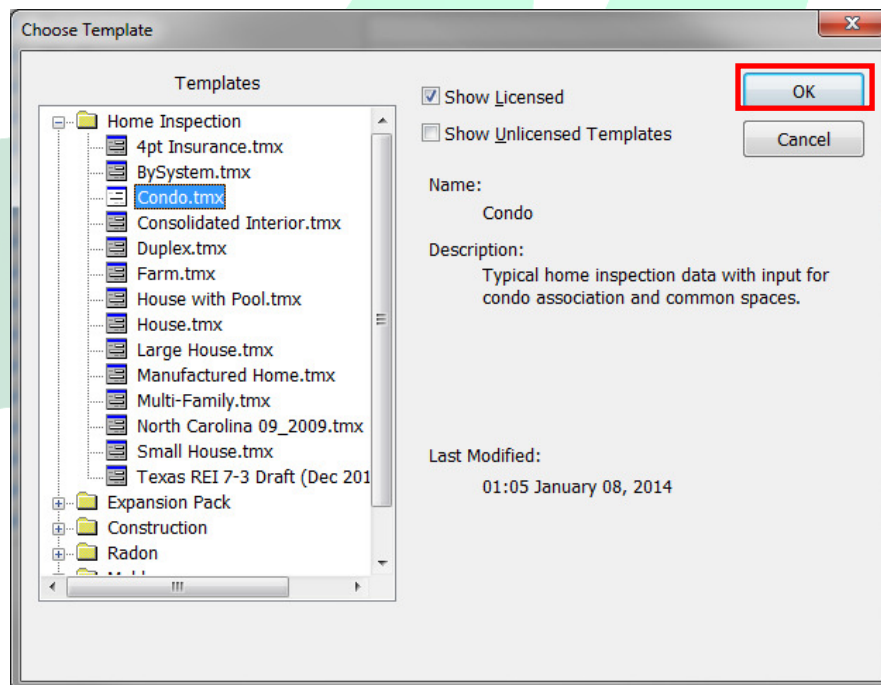 Choose Template
Templates
Home Inspection
4pt Insurance.tmx
BySystem.tmx
Condo.tmx
Consolidated Interior.tmx
Duplex.tmx
Farm.tmx
House with Pool.tmx
House.tmx
Large House.tmx
Manufactured Home.tmx
Multi-Family.tmx
North Carolina 09_2009.tmx
Small House.tmx
Texas REI 7-3 Draft (Dec 201
Expansion Pack
Construction
Radon
Show Licensed
Show Unlicensed Templates
Name:
Condo
Description:
Typical home inspection data with input for
condo association and common spaces.
Last Modified:
01:05 January 08, 2014
OK
Cancel